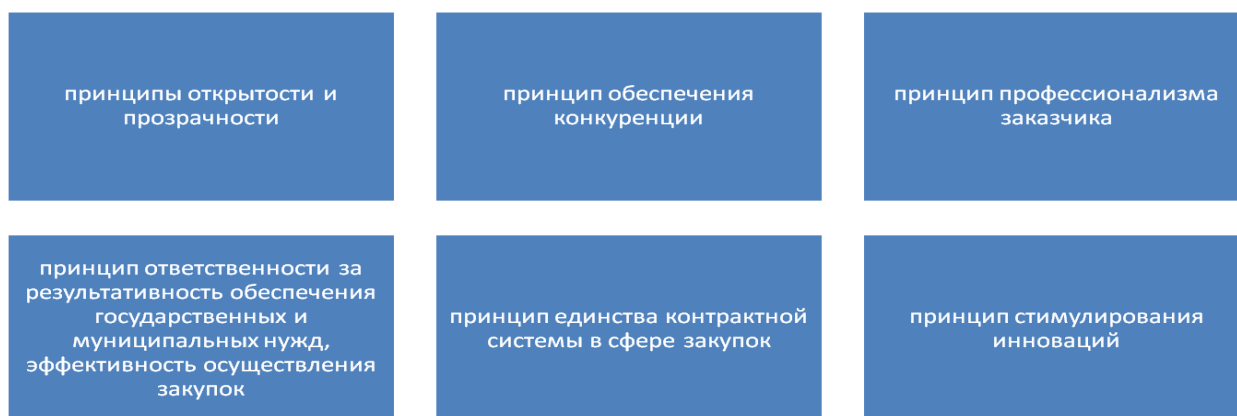 принципы открытости и
прозрачности
принцип обеспечения
конкуренции
принцип профессионализма
заказчика
принцип ответственности за
результативность обеспечения
государственных и
муниципальных нужд,
эффективность осуществления
закупок
принцип единства контрактной
системы в сфере закупок
принцип стимулирования
инноваций